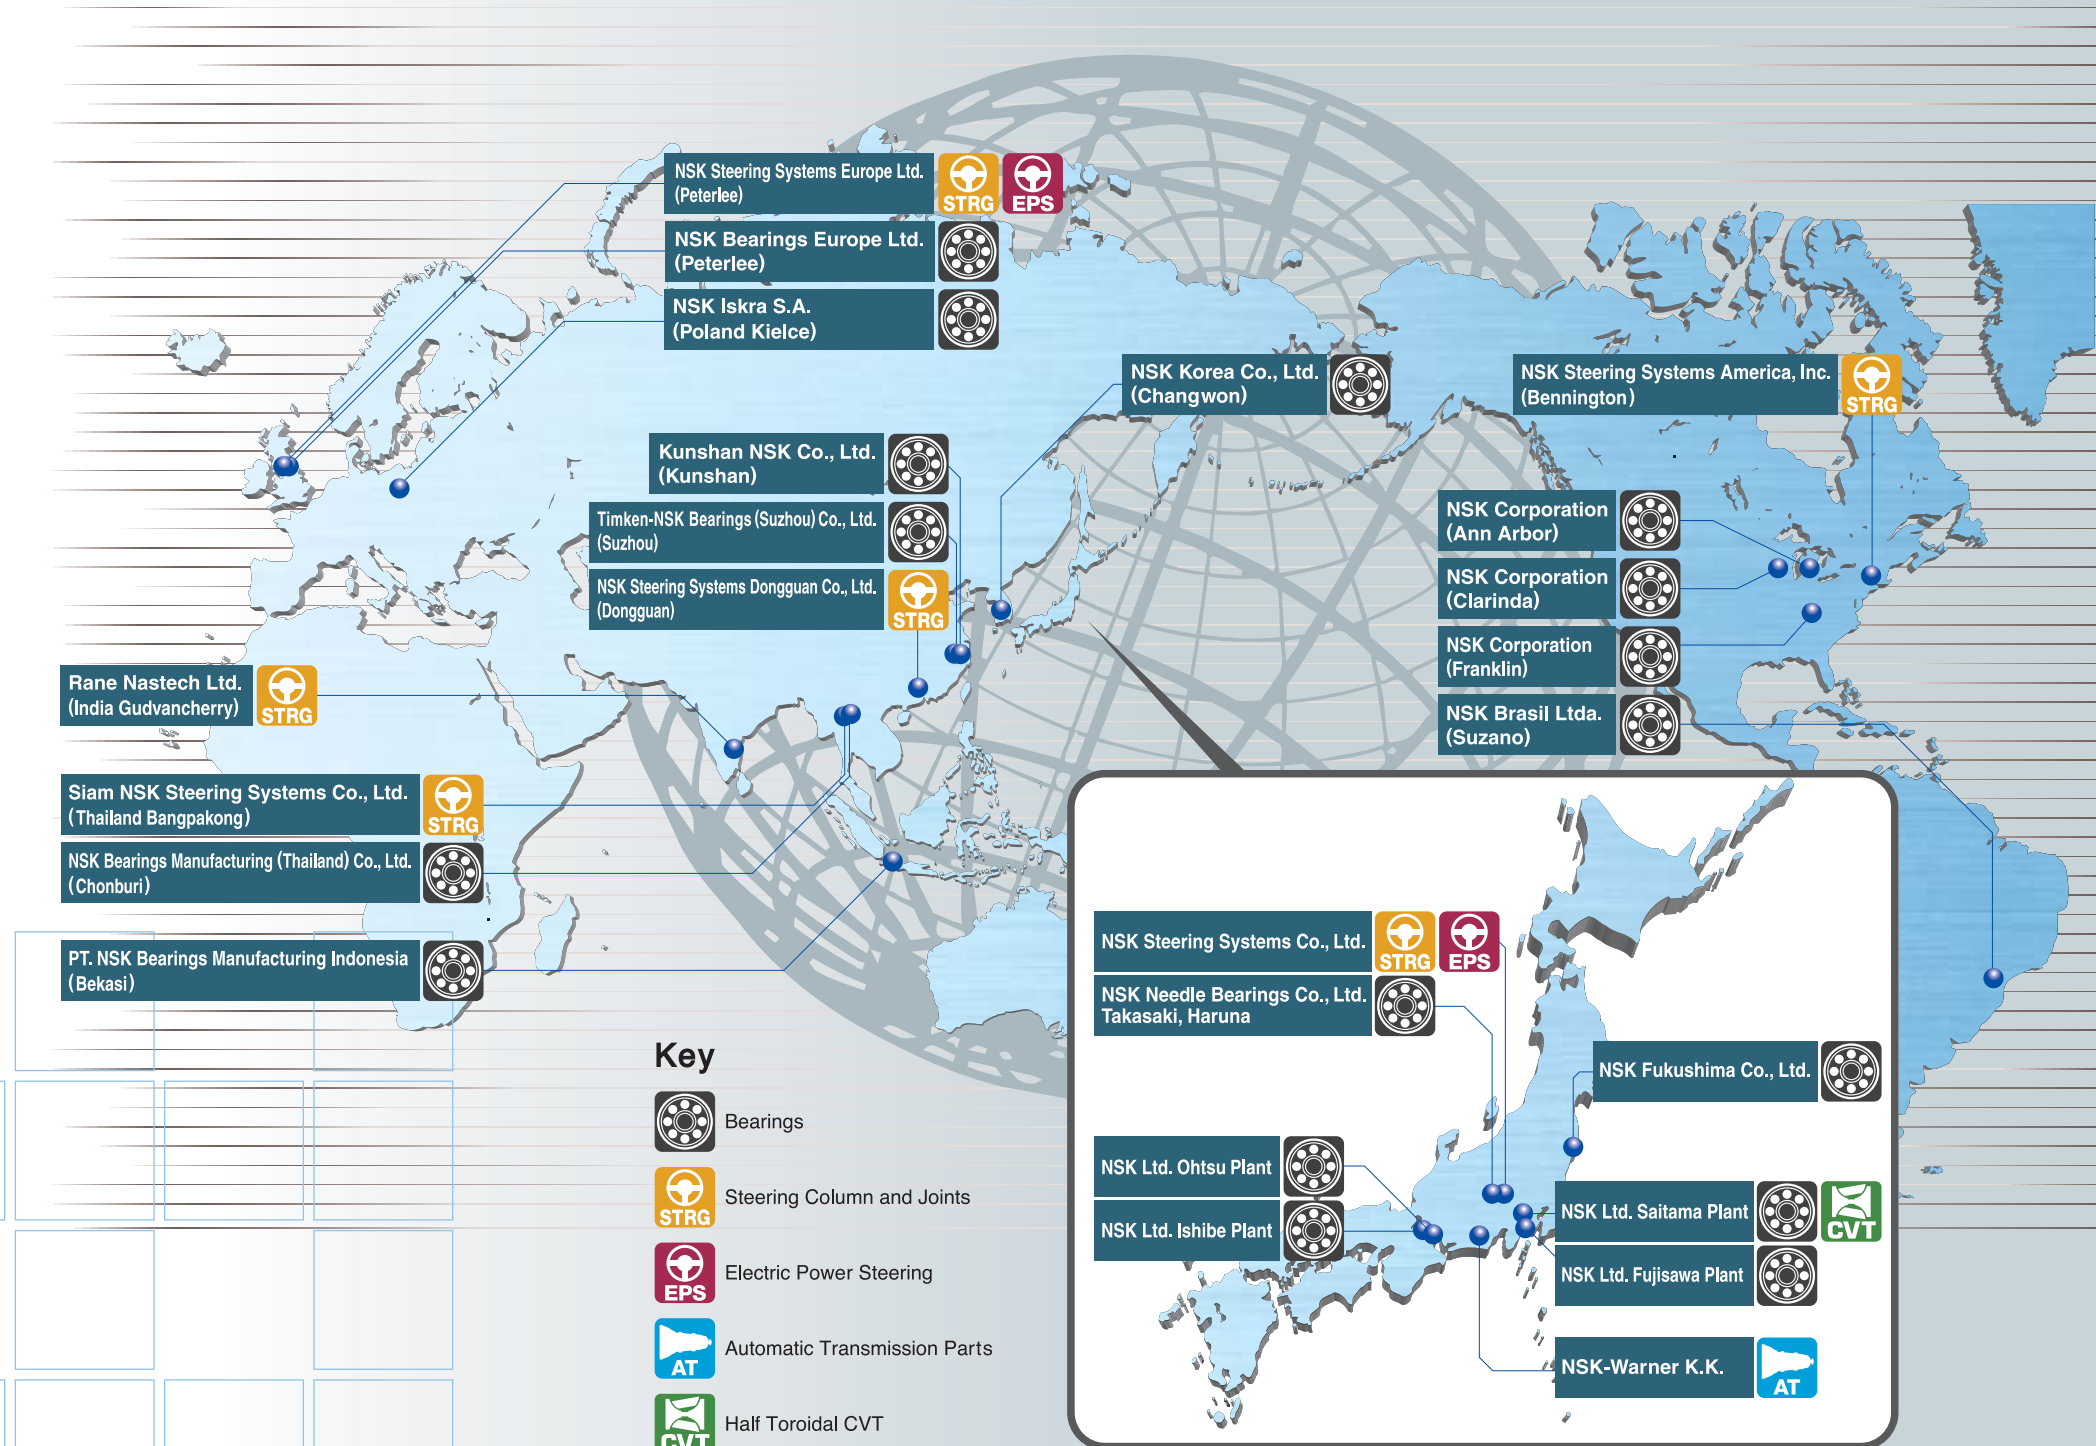 NSK Steering Systems Europe Ltd.
(Peterlee)
STRG
EPS
NSK Bearings Europe Ltd.
(Peterlee)
NSK Iskra S.A.
(Poland Kielce)
NSK Korea Co., Ltd.
(Changwon)
NSK Steering Systems America, Inc.
(Bennington)
STRG
Kunshan NSK Co., Ltd.
(Kunshan)
Timken-NSK Bearings (Suzhou) Co., Ltd.
(Suzhou)
NSK Steering Systems Dongguan Co., Ltd.
(Dongguan)
STRG
NSK Corporation
(Ann Arbor)
NSK Corporation
(Clarinda)
NSK Corporation
(Franklin)
NSK Brasil Ltda.
(Suzano)
Rane Nastech Ltd.
(India Gudvancherry)
STRG
Siam NSK Steering Systems Co., Ltd.
(Thailand Bangpakong)
STRG
NSK Bearings Manufacturing (Thailand) Co., Ltd.
(Chonburi)
PT. NSK Bearings Manufacturing Indonesia
(Bekasi)
NSK Steering Systems Co., Ltd.
STRG
EPS
NSK Needle Bearings Co., Ltd.
Takasaki, Haruna
NSK Fukushima Co., Ltd.
NSK Ltd. Ohtsu Plant
NSK Ltd. Ishibe Plant
NSK Ltd. Saitama Plant
CVT
NSK Ltd. Fujisawa Plant
NSK-Warner K.K.
AT
Key
Bearings
STRG
Steering Column and Joints
EPS
Electric Power Steering
AT
Automatic Transmission Parts
CVT
Half Toroidal CVT